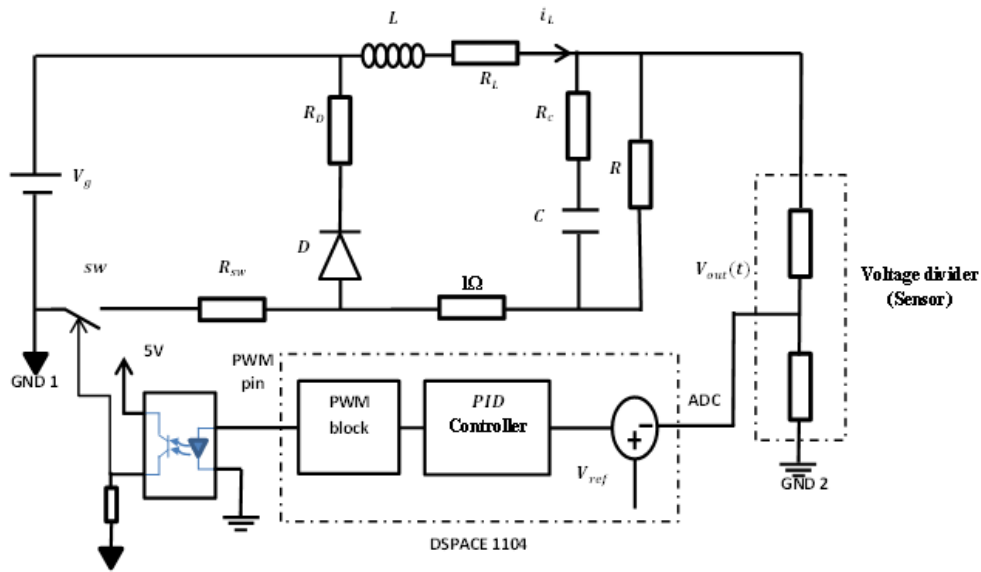 L
i_L
R_L
R_D
R_c
R
V_g
C
D
sw
R_sw
1Ω
V_out(t)
Voltage divider
(Sensor)
GND 1
5V
PWM
pin
PWM
block
PID
Controller
ADC
V_ref
GND 2
DSPACE 1104